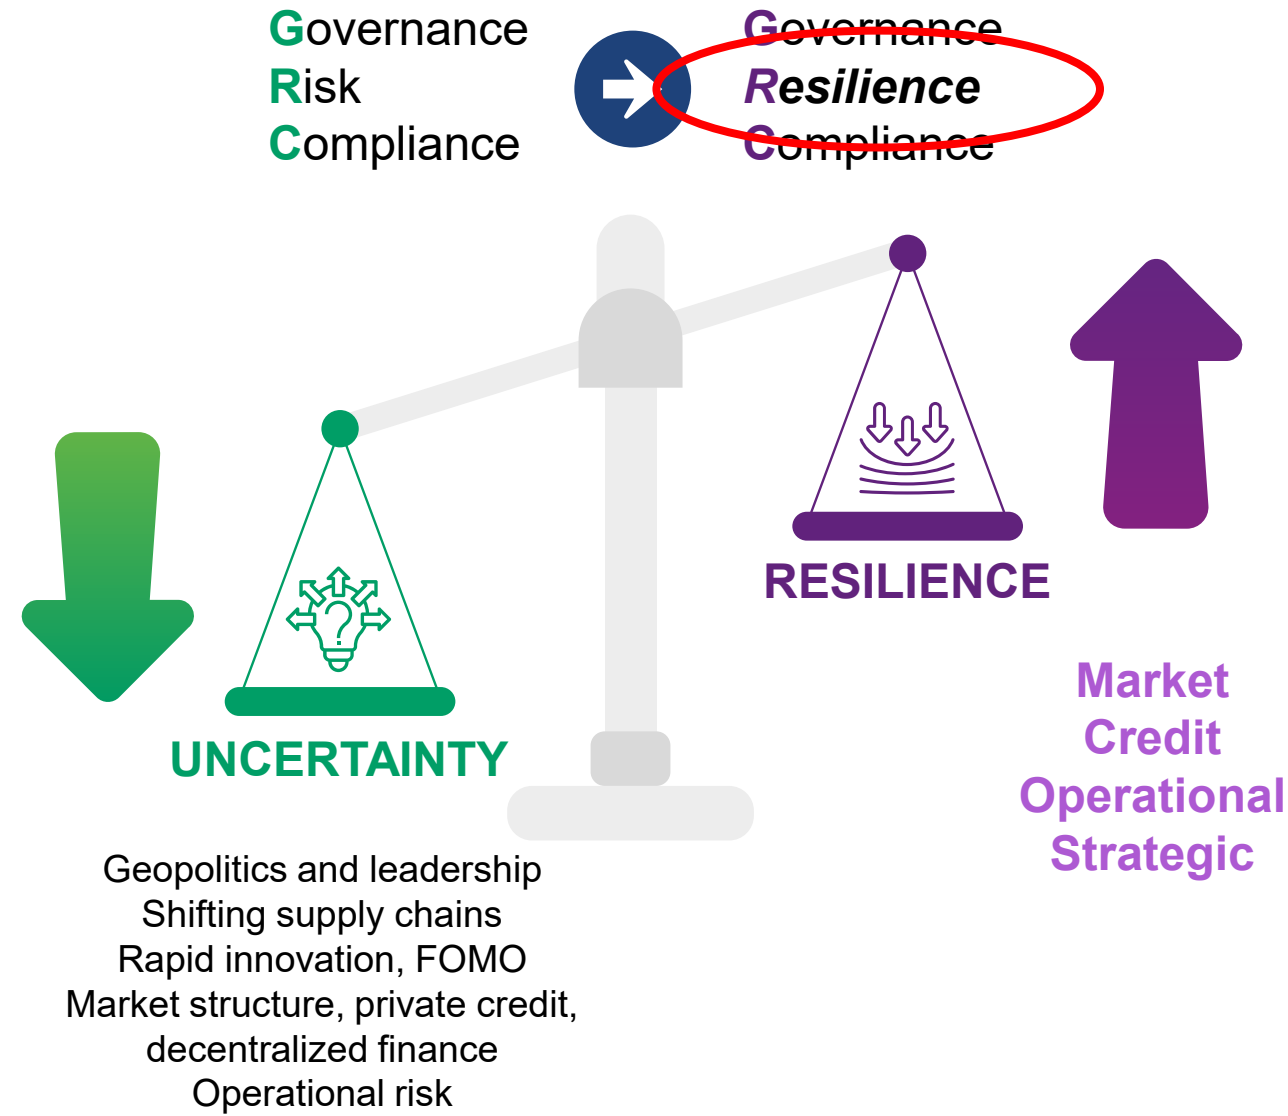 Governance
Risk
Compliance
Governance
Resilience
Compliance
RESILIENCE
Market
Credit
Operational
Strategic
UNCERTAINTY
Geopolitics and leadership
Shifting supply chains
Rapid innovation, FOMO
Market structure, private credit,
decentralized finance
Operational risk